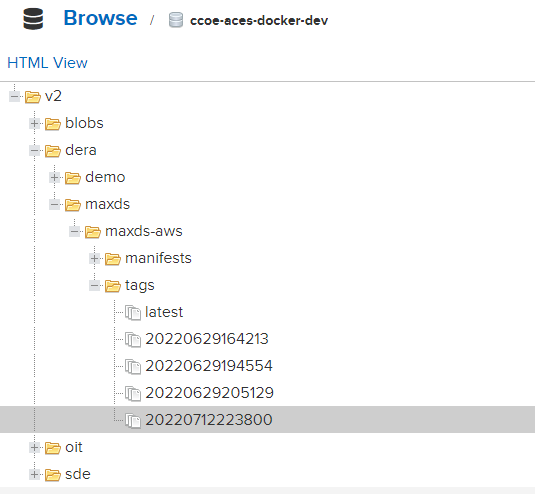 Browse / ccoe-aces-docker-dev
HTML View
v2
blobs
dera
demo
maxds
maxds-aws
manifests
tags
latest
20220629164213
20220629194554
20220629205129
20220712223800
oit
sde